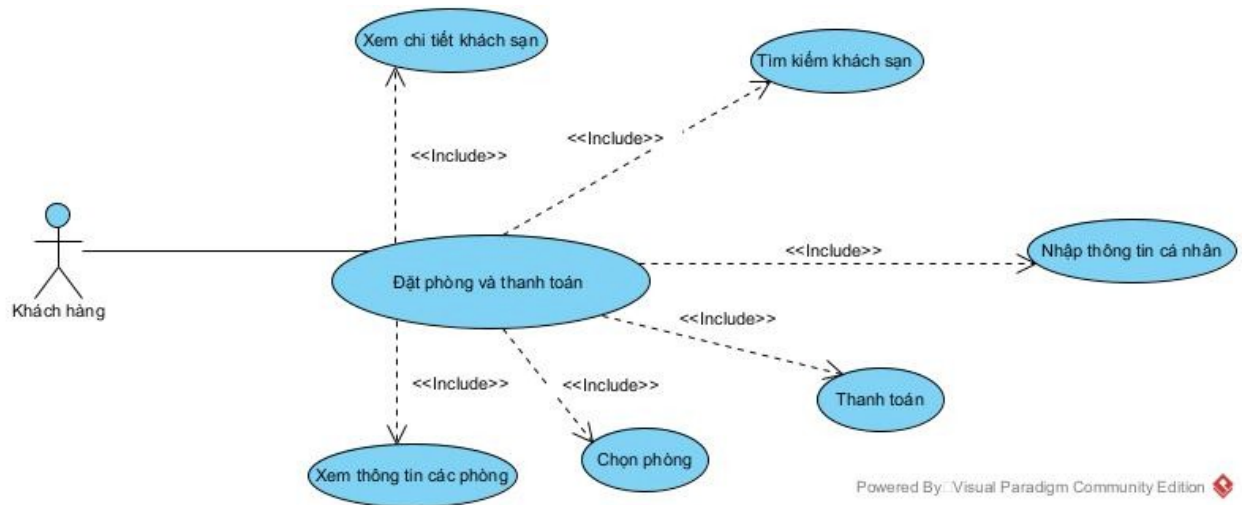 Xem chi tiết khách sạn
Tìm kiếm khách sạn
<<Include>>
<<Include>>
Khách hàng
Đặt phòng và thanh toán
<<Include>>
Nhập thông tin cá nhân
<<Include>>
<<Include>>
<<Include>>
Thanh toán
Xem thông tin các phòng
Chọn phòng
Powered By Visual Paradigm Community Edition